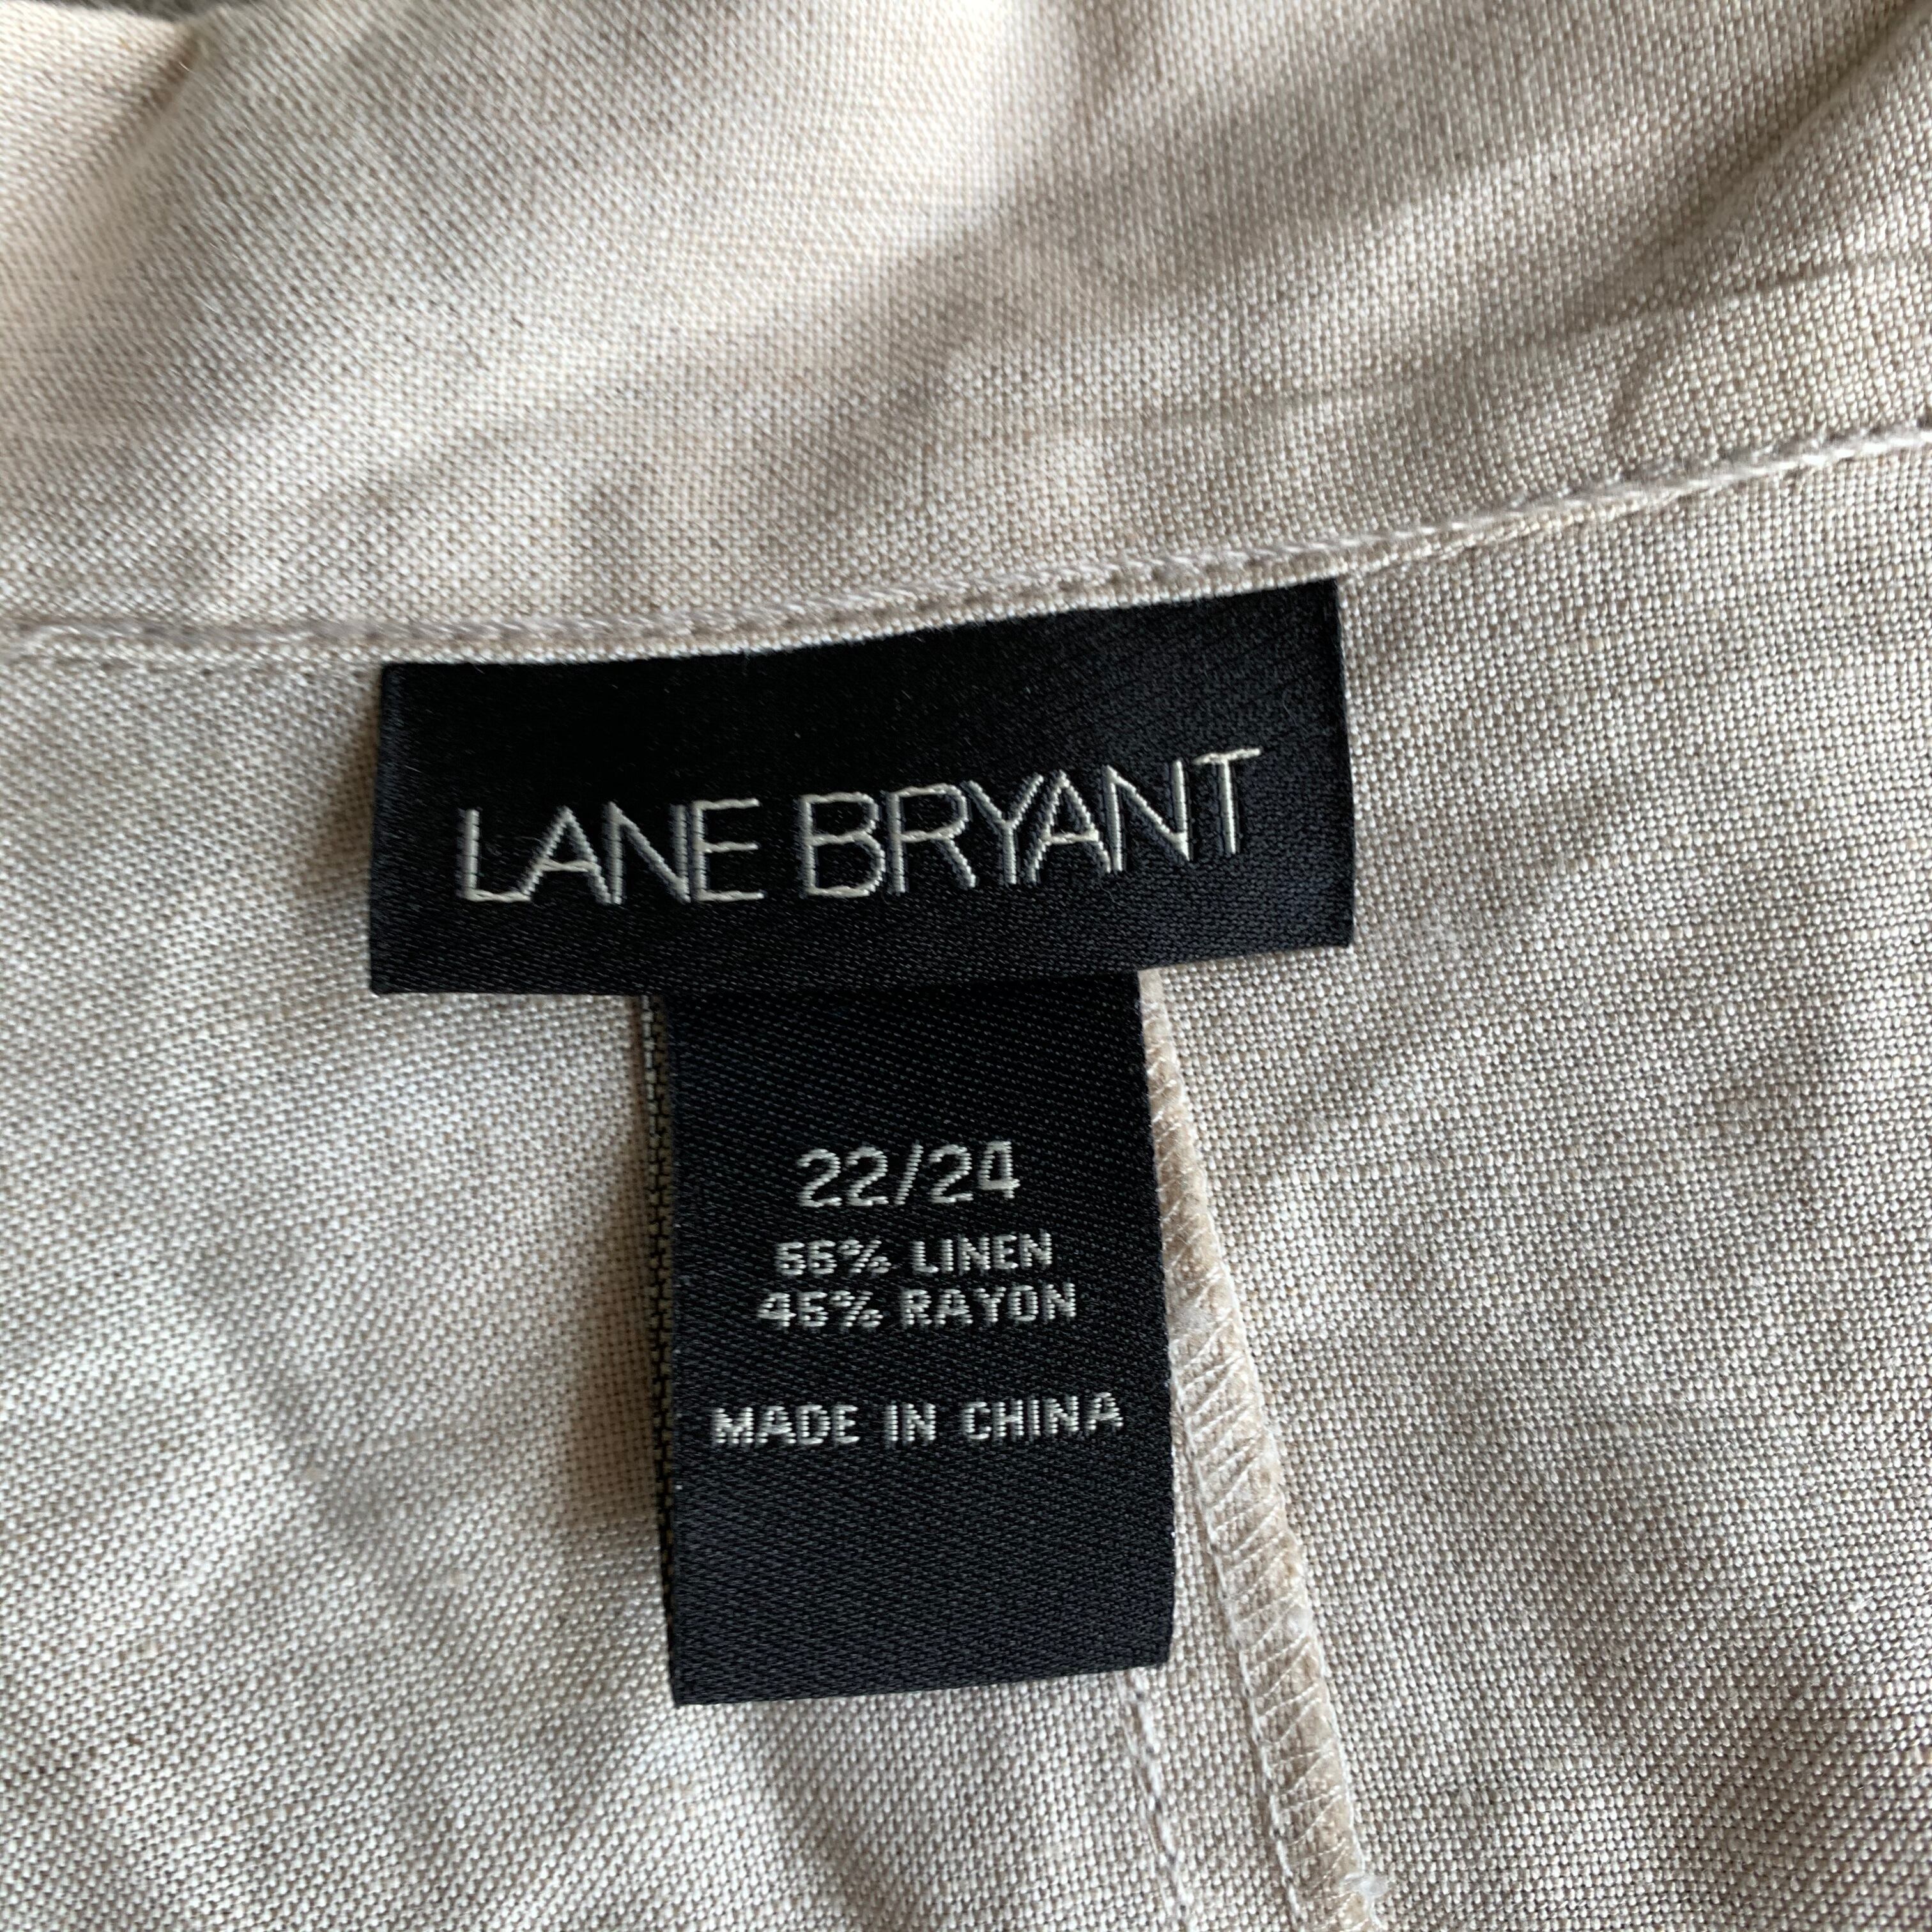 LANE BRYANT
22/24
55% LINEN
45% RAYON
MADE IN CHINA